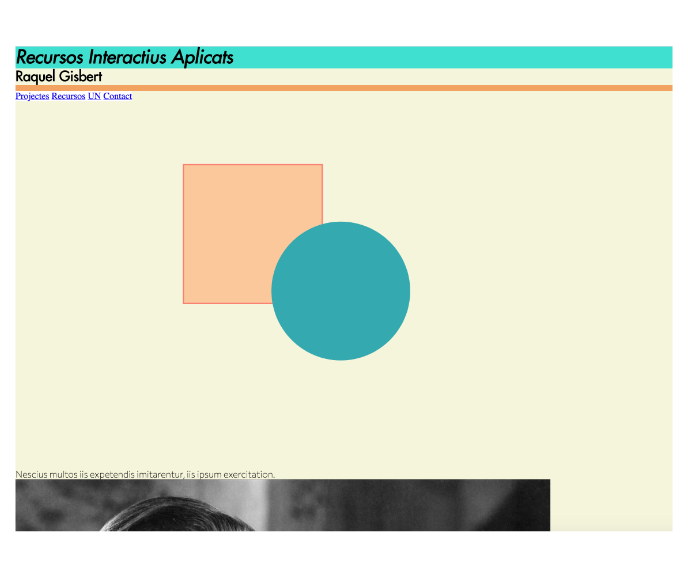 Recursos Interactius Aplicats
Raquel Gisbert
Projectes Recursos UN Contact
Nescius multos iis expetendis imitarentur, iis ipsum exercitation.